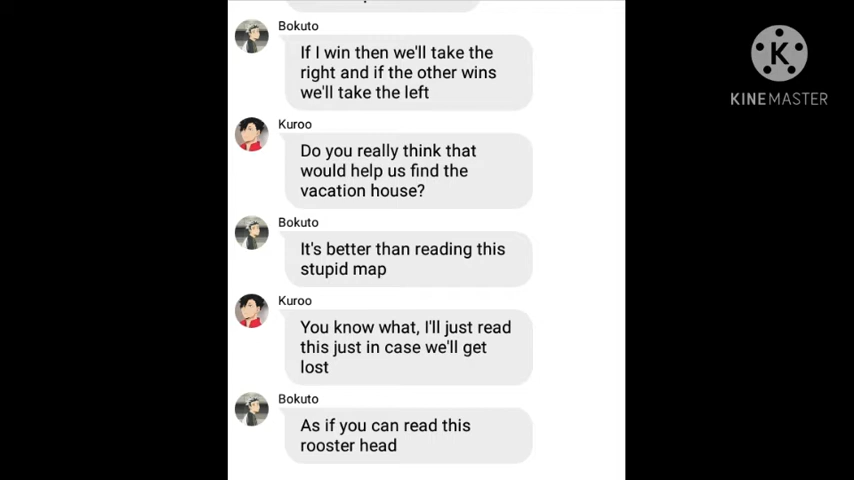 Bokuto
If I win then we'll take the
right and if the other wins
we'll take the left
Kuroo
Do you really think that
would help us find the
vacation house?
Bokuto
It's better than reading this
stupid map
Kuroo
You know what, I'll just read
this just in case we'll get
lost
Bokuto
As if you can read this
rooster head
K
KINEMASTER